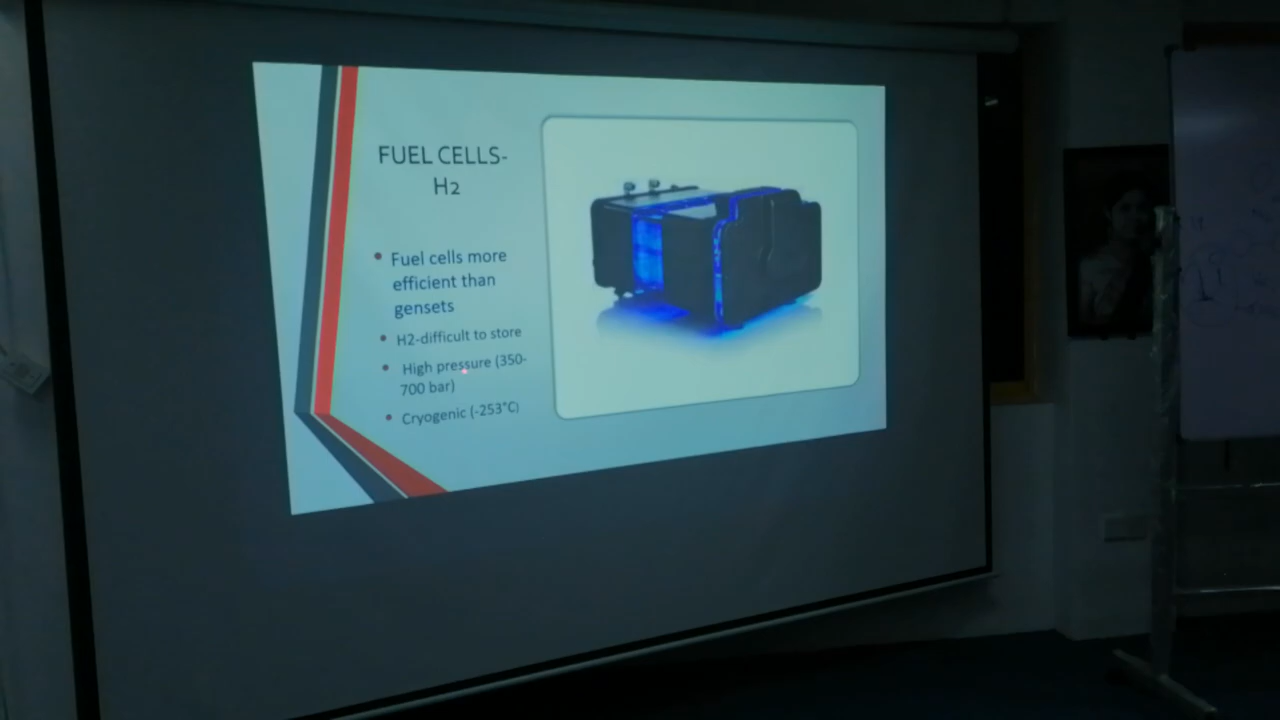 FUEL CELLS-
H2
• Fuel cells more
efficient than
gensets
• H2-difficult to store
• High pressure (350-
700 bar)
• Cryogenic (-253°C)